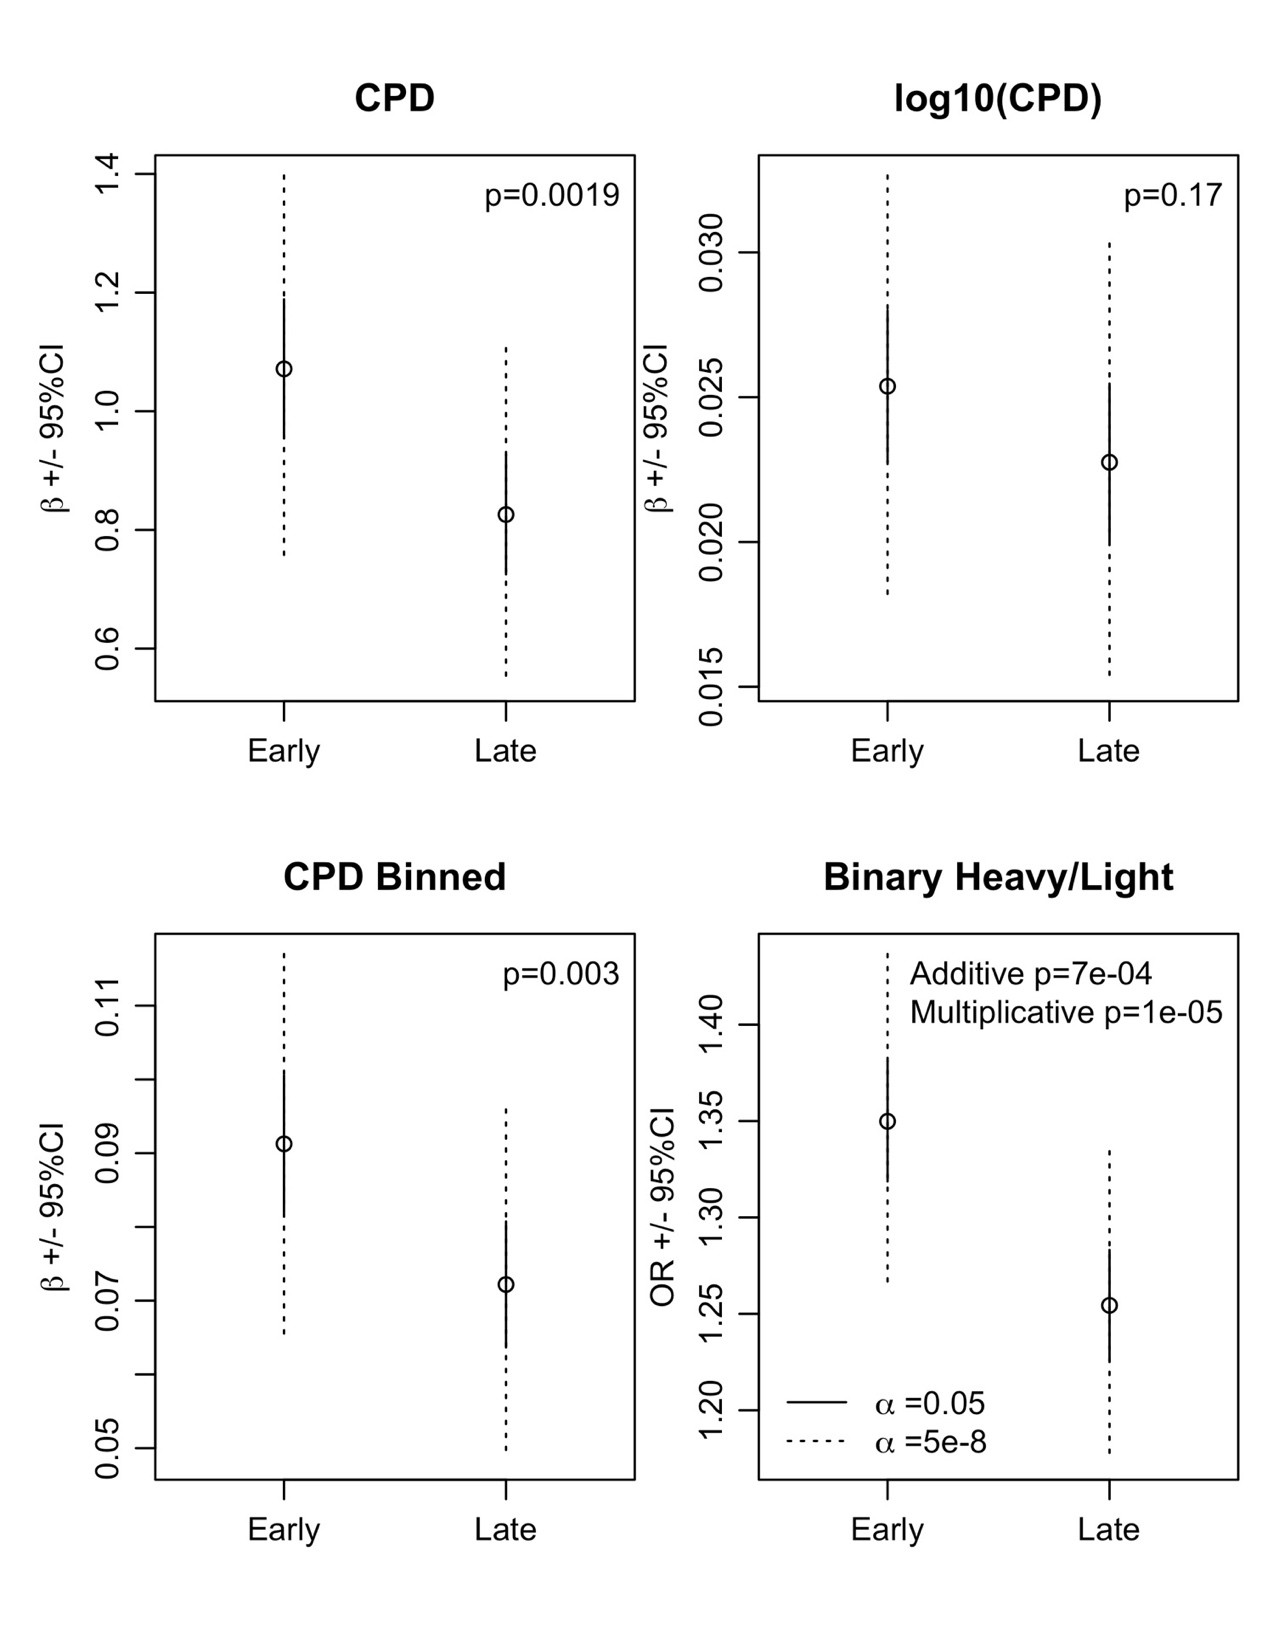 CPD
p=0.0019
β +/- 95%CI
1.4
1.2
1.0
0.8
0.6
Early
Late
log10(CPD)
p=0.17
β +/- 95%CI
0.030
0.025
0.020
0.015
Early
Late
CPD Binned
p=0.003
β +/- 95%CI
0.11
0.09
0.07
0.05
Early
Late
Binary Heavy/Light
Additive p=7e-04
Multiplicative p=1e-05
OR +/- 95%CI
1.40
1.35
1.30
1.25
1.20
α =0.05
α =5e-8
Early
Late